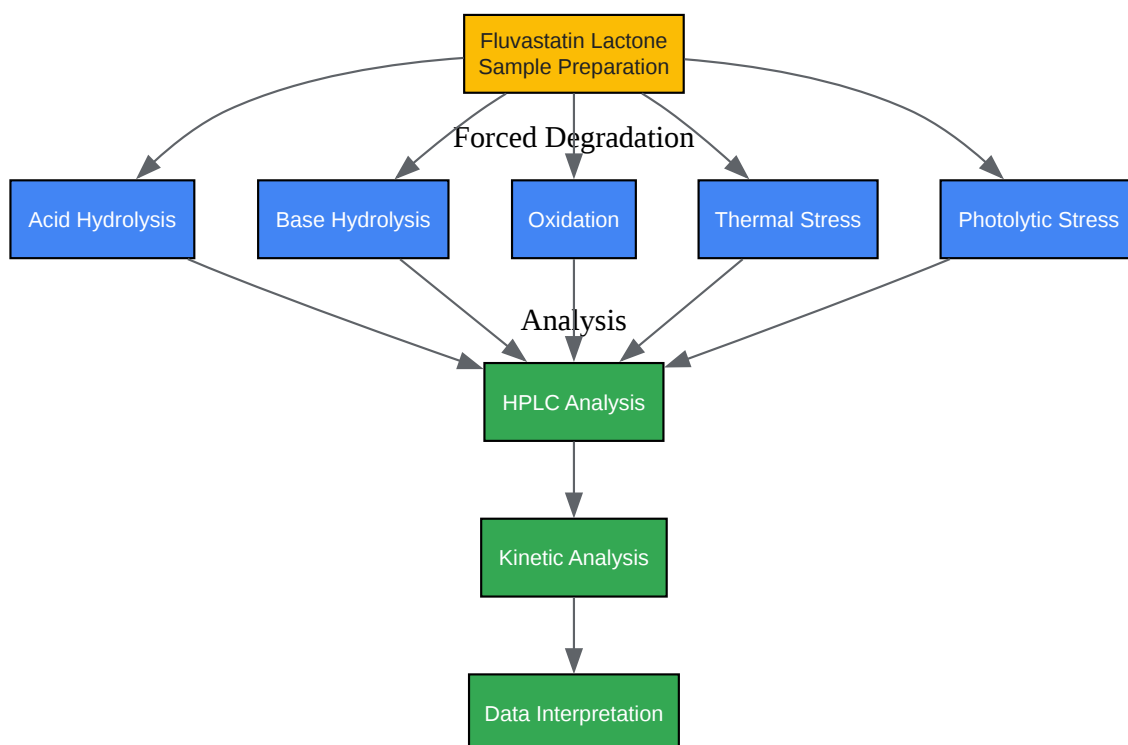 Fluvastatin Lactone
Sample Preparation
Forced Degradation
Acid Hydrolysis
Base Hydrolysis
Oxidation
Thermal Stress
Photolytic Stress
Analysis
HPLC Analysis
Kinetic Analysis
Data Interpretation